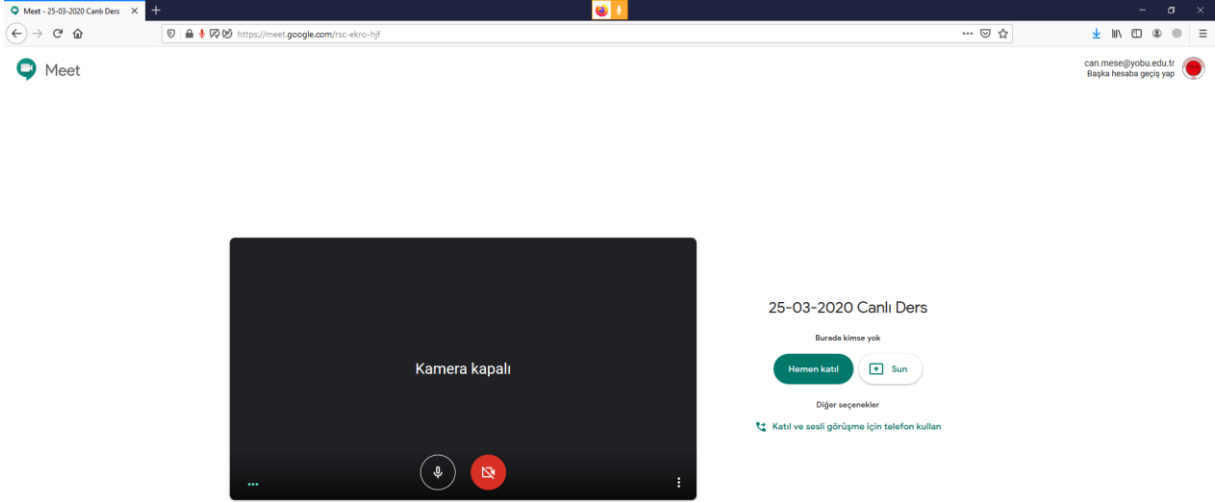 Meet - 25-03-2020 Canlı Ders
https://meet.google.com/rsc-ekro-hjf
Meet
can.mese@yobu.edu.tr
Başka hesaba geçiş yap
Kamera kapalı
25-03-2020 Canlı Ders
Burada kimse yok
Hemen katıl
Sun
Diğer seçenekler
Katıl ve sesli görüşme için telefon kullan